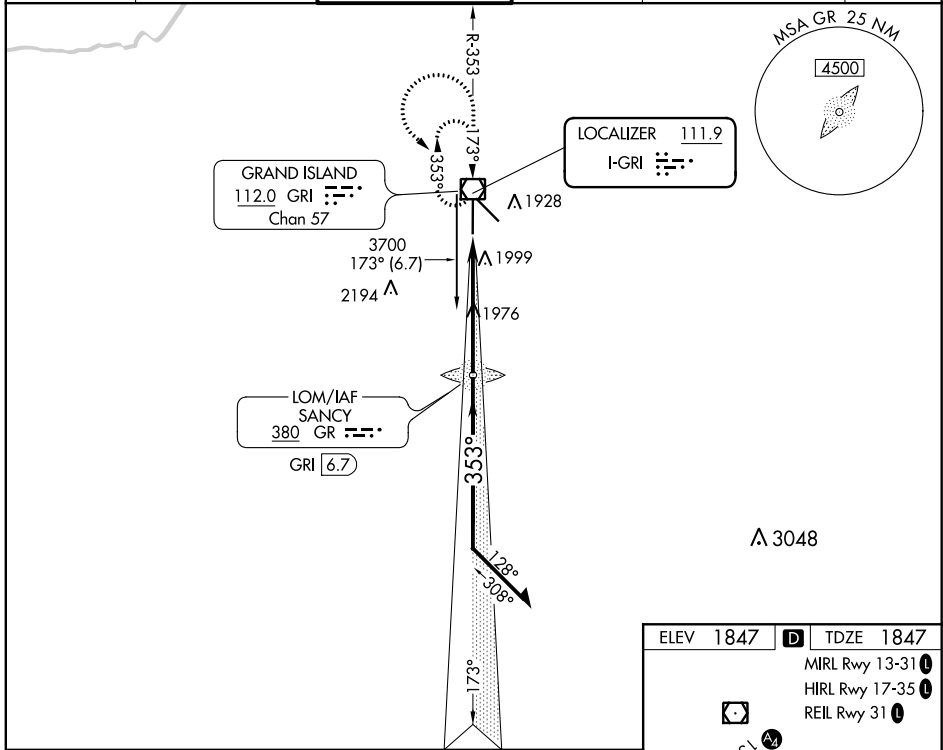 MSA GR 25 NM
4500
R-353
173°
353°
LOCALIZER 111.9
I-GRI
GRAND ISLAND
112.0 GRI
Chan 57
1928
3700
173° (6.7)
1999
2194
1976
LOM/IAF
SANCY
380 GR
GRI 6.7
353°
3048
128°
308°
173°
ELEV 1847 D TDZE 1847
MIRL Rwy 13-31 L
HIRL Rwy 17-35 L
REIL Rwy 31 L
A4
13